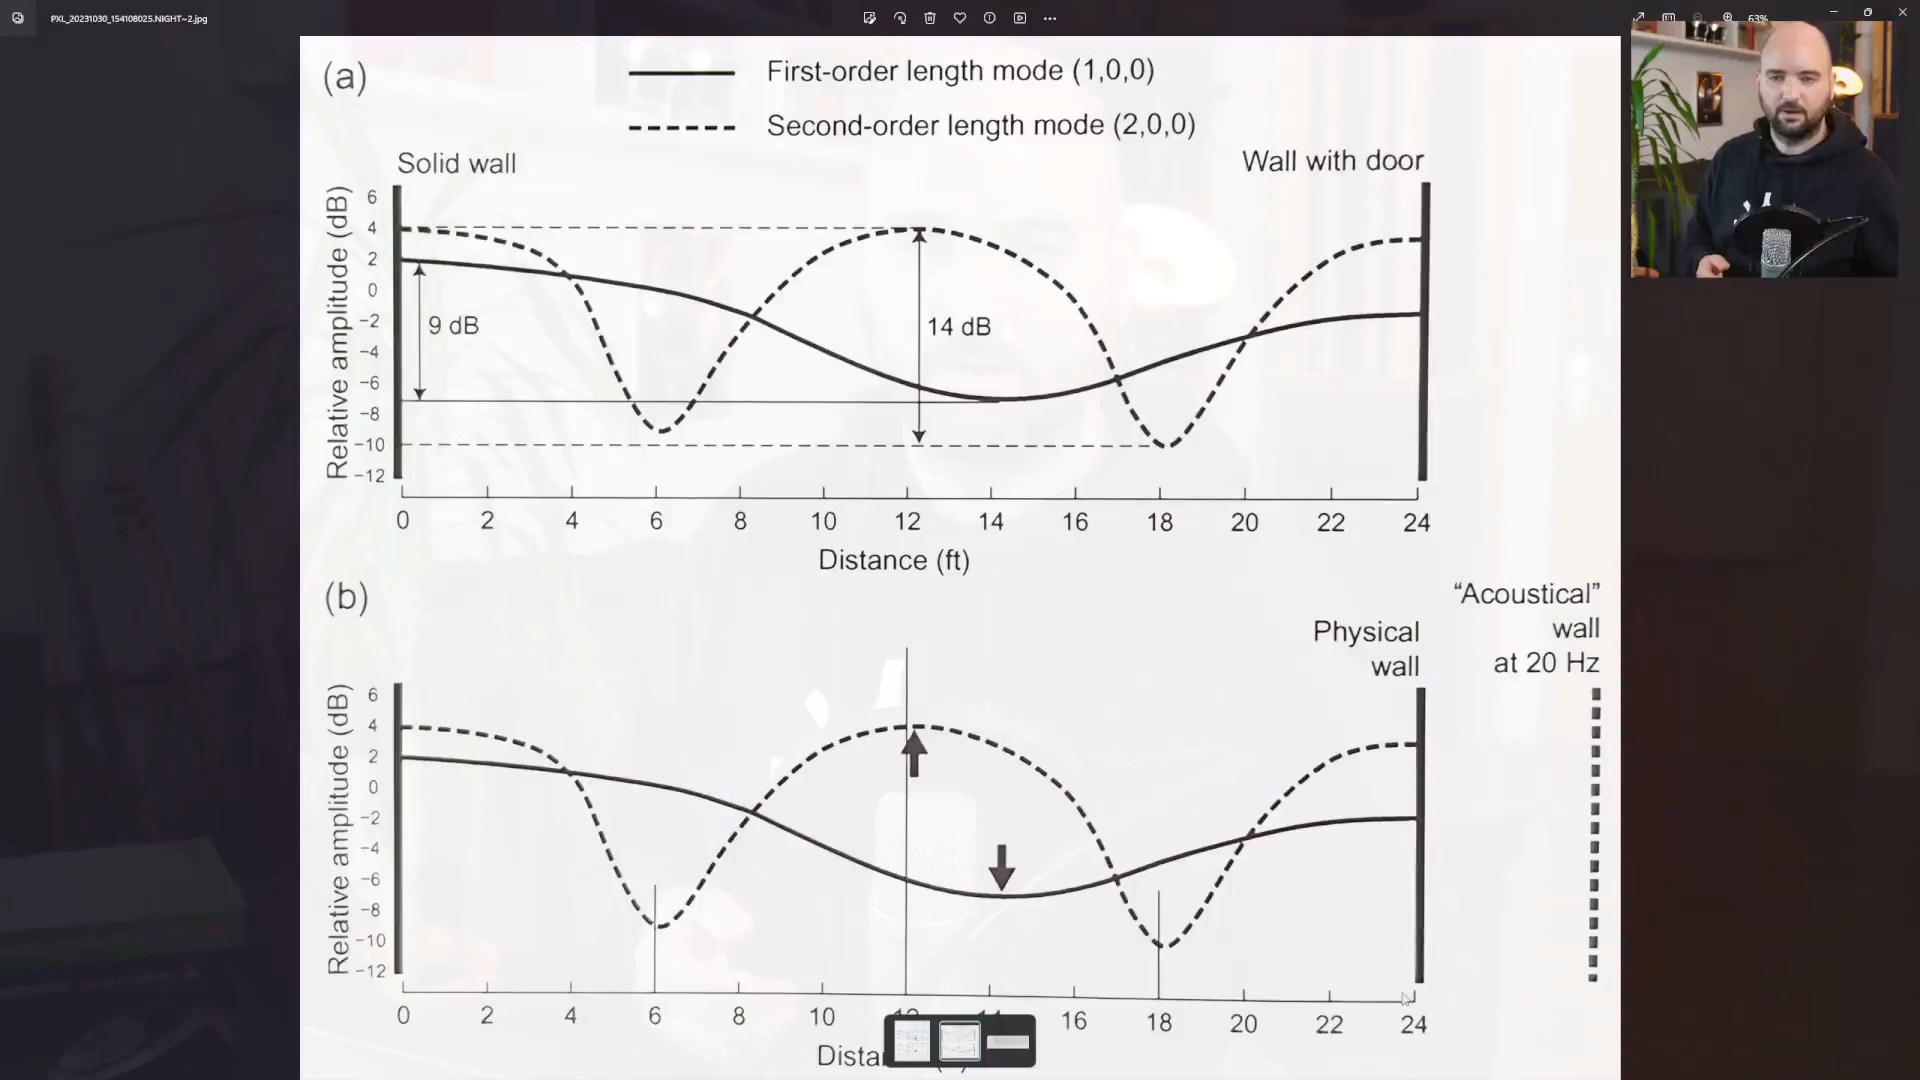 PXL_20231030_154108025.NIGHT~2.jpg
63%
(a)
First-order length mode (1,0,0)
Second-order length mode (2,0,0)
Solid wall
Wall with door
Relative amplitude (dB)
6
4
2
0
−2
−4
−6
−8
−10
−12
9 dB
14 dB
0 2 4 6 8 10 12 14 16 18 20 22 24
Distance (ft)
(b)
"Acoustical"
wall
at 20 Hz
Physical
wall
Relative amplitude (dB)
6
4
2
0
−2
−4
−6
−8
−10
−12
0 2 4 6 8 10 16 18 20 22 24